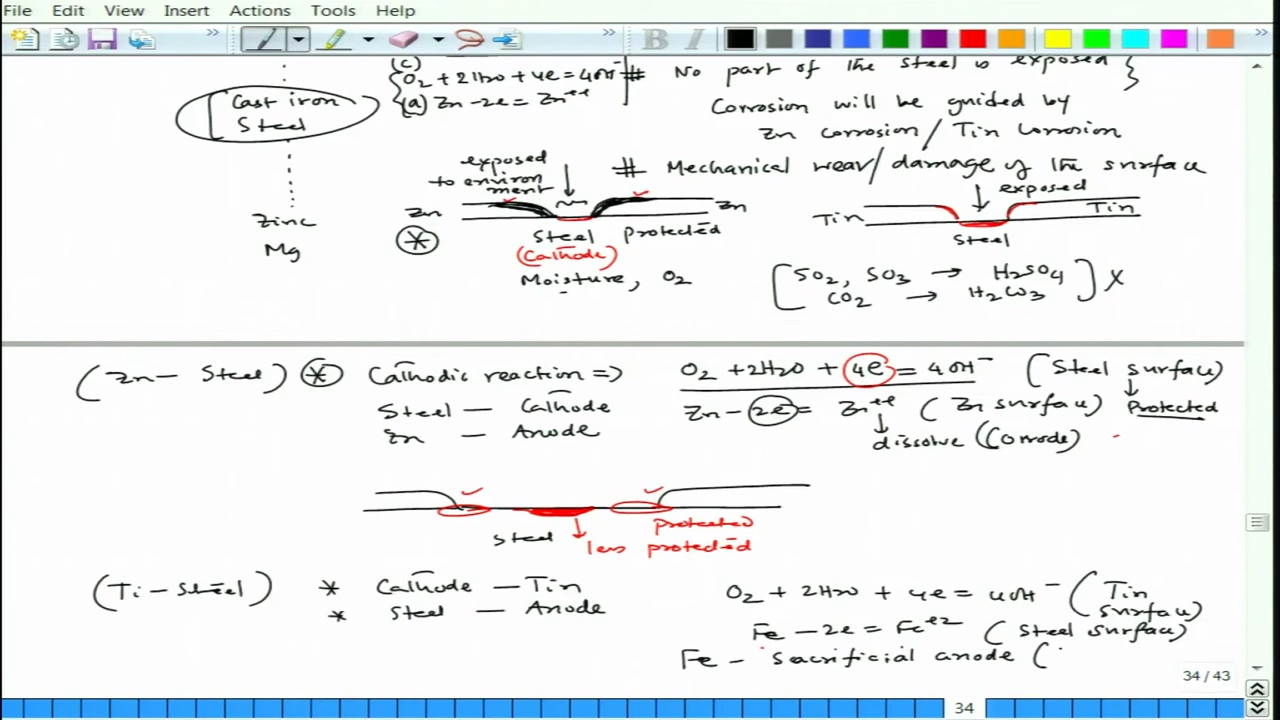 File Edit View Insert Actions Tools Help
(c)
O2 + 2H2O + 4e = 4OH- # No part of the steel is exposed }
Cast iron (a) Zn - 2e = Zn++ Corrosion will be guided by
Steel Zn corrosion / Tin Corrosion
exposed # Mechanical wear/damage of the surface
to environ
ment exposed
Zn Zn Tin Tin
Zinc Steel protected Steel
Mg (Cathode)
Moisture, O2 [SO2, SO3 → H2SO4
CO2 → H2CO3] X
(Zn - Steel) * Cathodic reaction => O2 + 2H2O + 4e = 4OH- (Steel surface)
Steel - Cathode Zn - 2e = Zn++ (Zn surface) Protected
Zn - Anode dissolve (Corrode)
protected
Steel less protected
(Ti - Steel) * Cathode - Tin O2 + 2H2O + 4e = 4OH- (Tin
* Steel - Anode surface)
Fe - 2e = Fe+2 (Steel surface)
Fe - sacrificial anode (
34 / 43
34